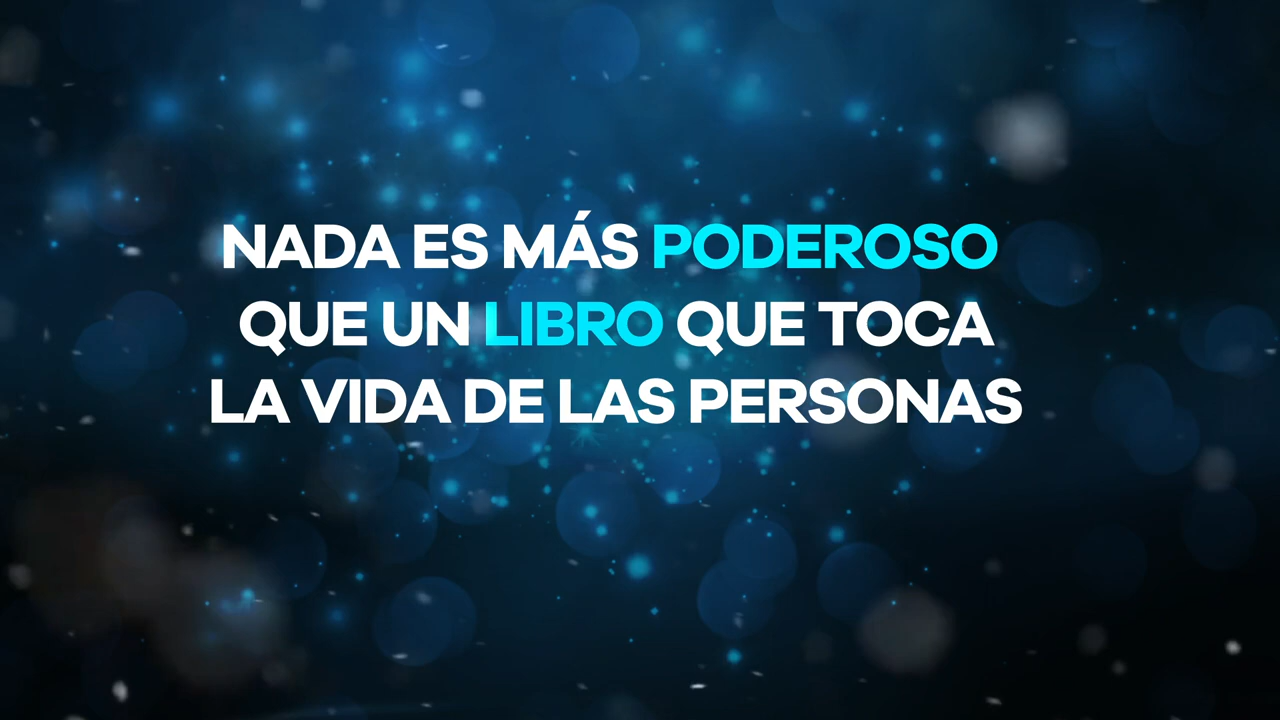 NADA ES MÁS PODEROSO
QUE UN LIBRO QUE TOCA
LA VIDA DE LAS PERSONAS